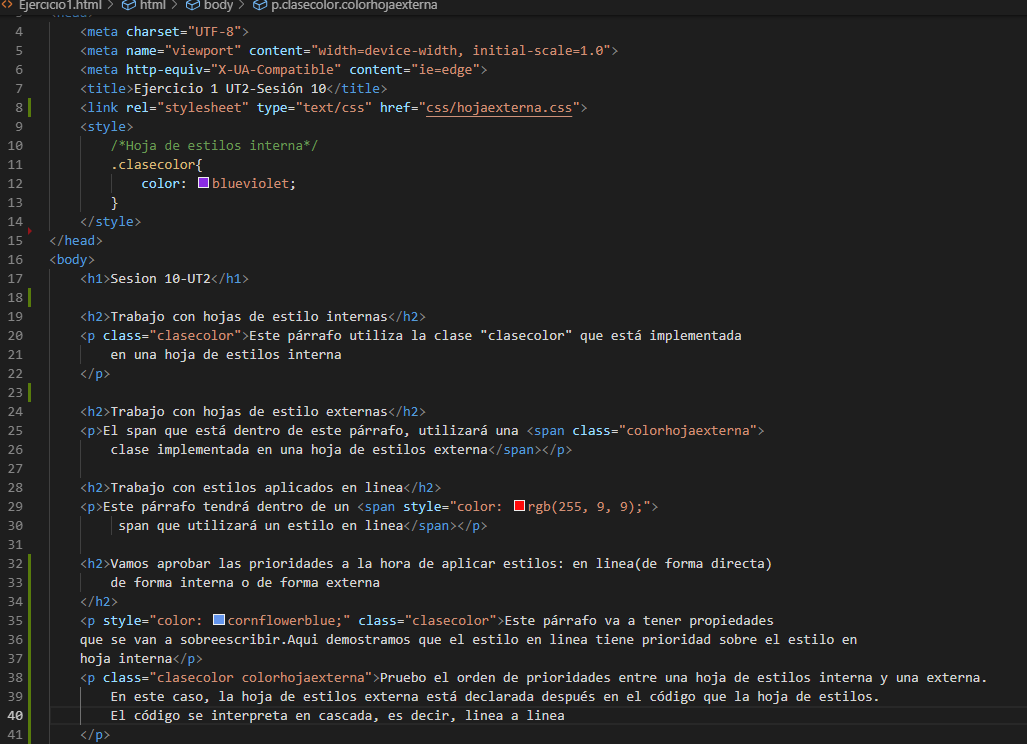 Ejercicio1.html > html > body > p.clasecolor.colorhojaexterna
3 <head>
4 <meta charset="UTF-8">
5 <meta name="viewport" content="width=device-width, initial-scale=1.0">
6 <meta http-equiv="X-UA-Compatible" content="ie=edge">
7 <title>Ejercicio 1 UT2-Sesión 10</title>
8 <link rel="stylesheet" type="text/css" href="css/hojaexterna.css">
9 <style>
10 /*Hoja de estilos interna*/
11 .clasecolor{
12 color: blueviolet;
13 }
14 </style>
15 </head>
16 <body>
17 <h1>Sesion 10-UT2</h1>
18
19 <h2>Trabajo con hojas de estilo internas</h2>
20 <p class="clasecolor">Este párrafo utiliza la clase "clasecolor" que está implementada
21 en una hoja de estilos interna
22 </p>
23
24 <h2>Trabajo con hojas de estilo externas</h2>
25 <p>El span que está dentro de este párrafo, utilizará una <span class="colorhojaexterna">
26 clase implementada en una hoja de estilos externa</span></p>
27
28 <h2>Trabajo con estilos aplicados en linea</h2>
29 <p>Este párrafo tendrá dentro de un <span style="color: rgb(255, 9, 9);">
30 span que utilizará un estilo en linea</span></p>
31
32 <h2>Vamos aprobar las prioridades a la hora de aplicar estilos: en linea(de forma directa)
33 de forma interna o de forma externa
34 </h2>
35 <p style="color: cornflowerblue;" class="clasecolor">Este párrafo va a tener propiedades
36 que se van a sobreescribir.Aqui demostramos que el estilo en linea tiene prioridad sobre el estilo en
37 hoja interna</p>
38 <p class="clasecolor colorhojaexterna">Pruebo el orden de prioridades entre una hoja de estilos interna y una externa.
39 En este caso, la hoja de estilos externa está declarada después en el código que la hoja de estilos.
40 El código se interpreta en cascada, es decir, linea a linea
41 </p>